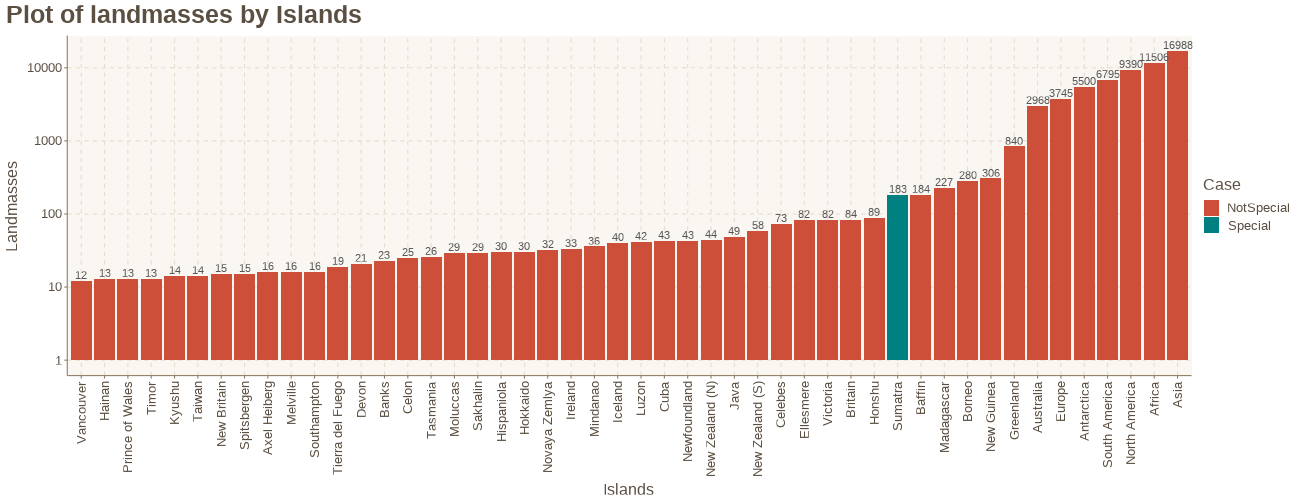 Plot of landmasses by Islands
Landmasses
10000
1000
100
10
1
12 13 13 13 14 14 15 15 16 16 16 19 21 23 25 26 29 29 30 30 32 33 36 40 42 43 43 44 49 58 73 82 82 84 89 183 184 227 280 306 840 2968 3745 5500 6795 9390 11506 16988
Vancouver
Hainan
Prince of Wales
Timor
Kyushu
Taiwan
New Britain
Spitsbergen
Axel Heiberg
Melville
Southampton
Tierra del Fuego
Devon
Banks
Celon
Tasmania
Moluccas
Sakhalin
Hispaniola
Hokkaido
Novaya Zemlya
Ireland
Mindanao
Iceland
Luzon
Cuba
Newfoundland
New Zealand (N)
Java
New Zealand (S)
Celebes
Ellesmere
Victoria
Britain
Honshu
Sumatra
Baffin
Madagascar
Borneo
New Guinea
Greenland
Australia
Europe
Antarctica
South America
North America
Africa
Asia
Islands
Case
NotSpecial
Special